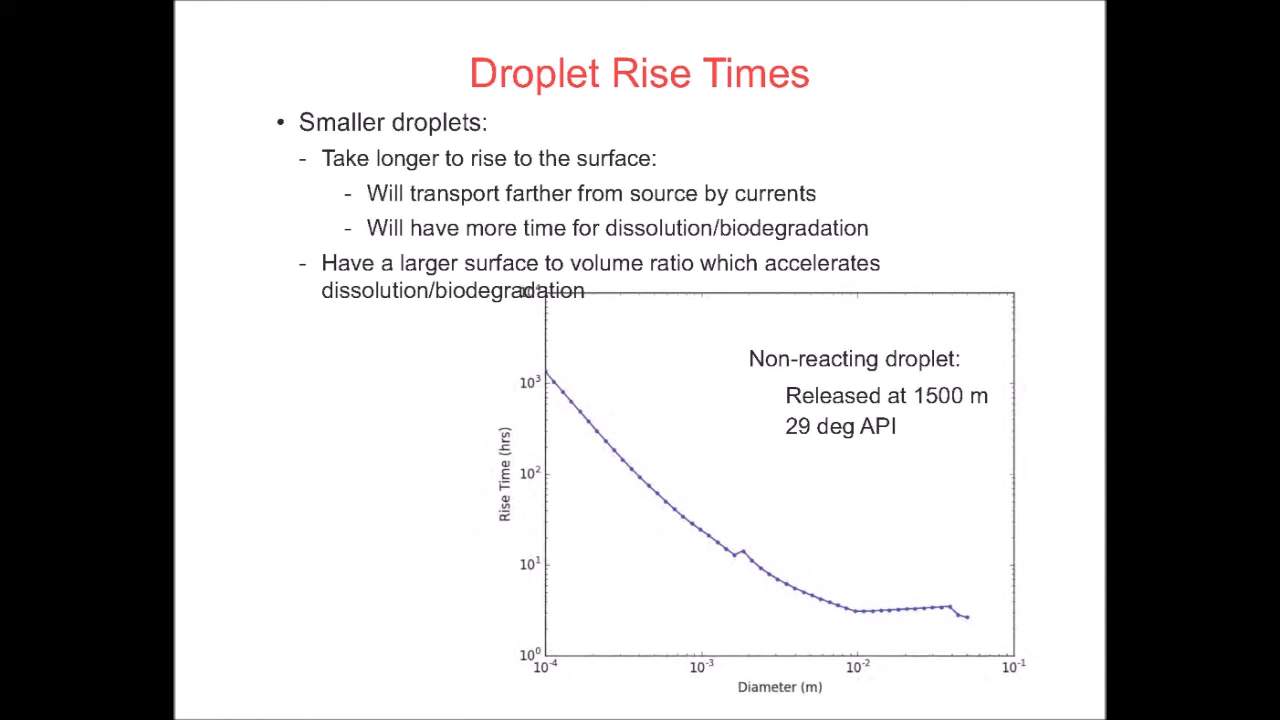 Droplet Rise Times
• Smaller droplets:
- Take longer to rise to the surface:
- Will transport farther from source by currents
- Will have more time for dissolution/biodegradation
- Have a larger surface to volume ratio which accelerates
dissolution/biodegradation
Non-reacting droplet:
Released at 1500 m
29 deg API
Rise Time (hrs)
10⁴
10³
10²
10¹
10⁰
10⁻⁴ 10⁻³ 10⁻² 10⁻¹
Diameter (m)